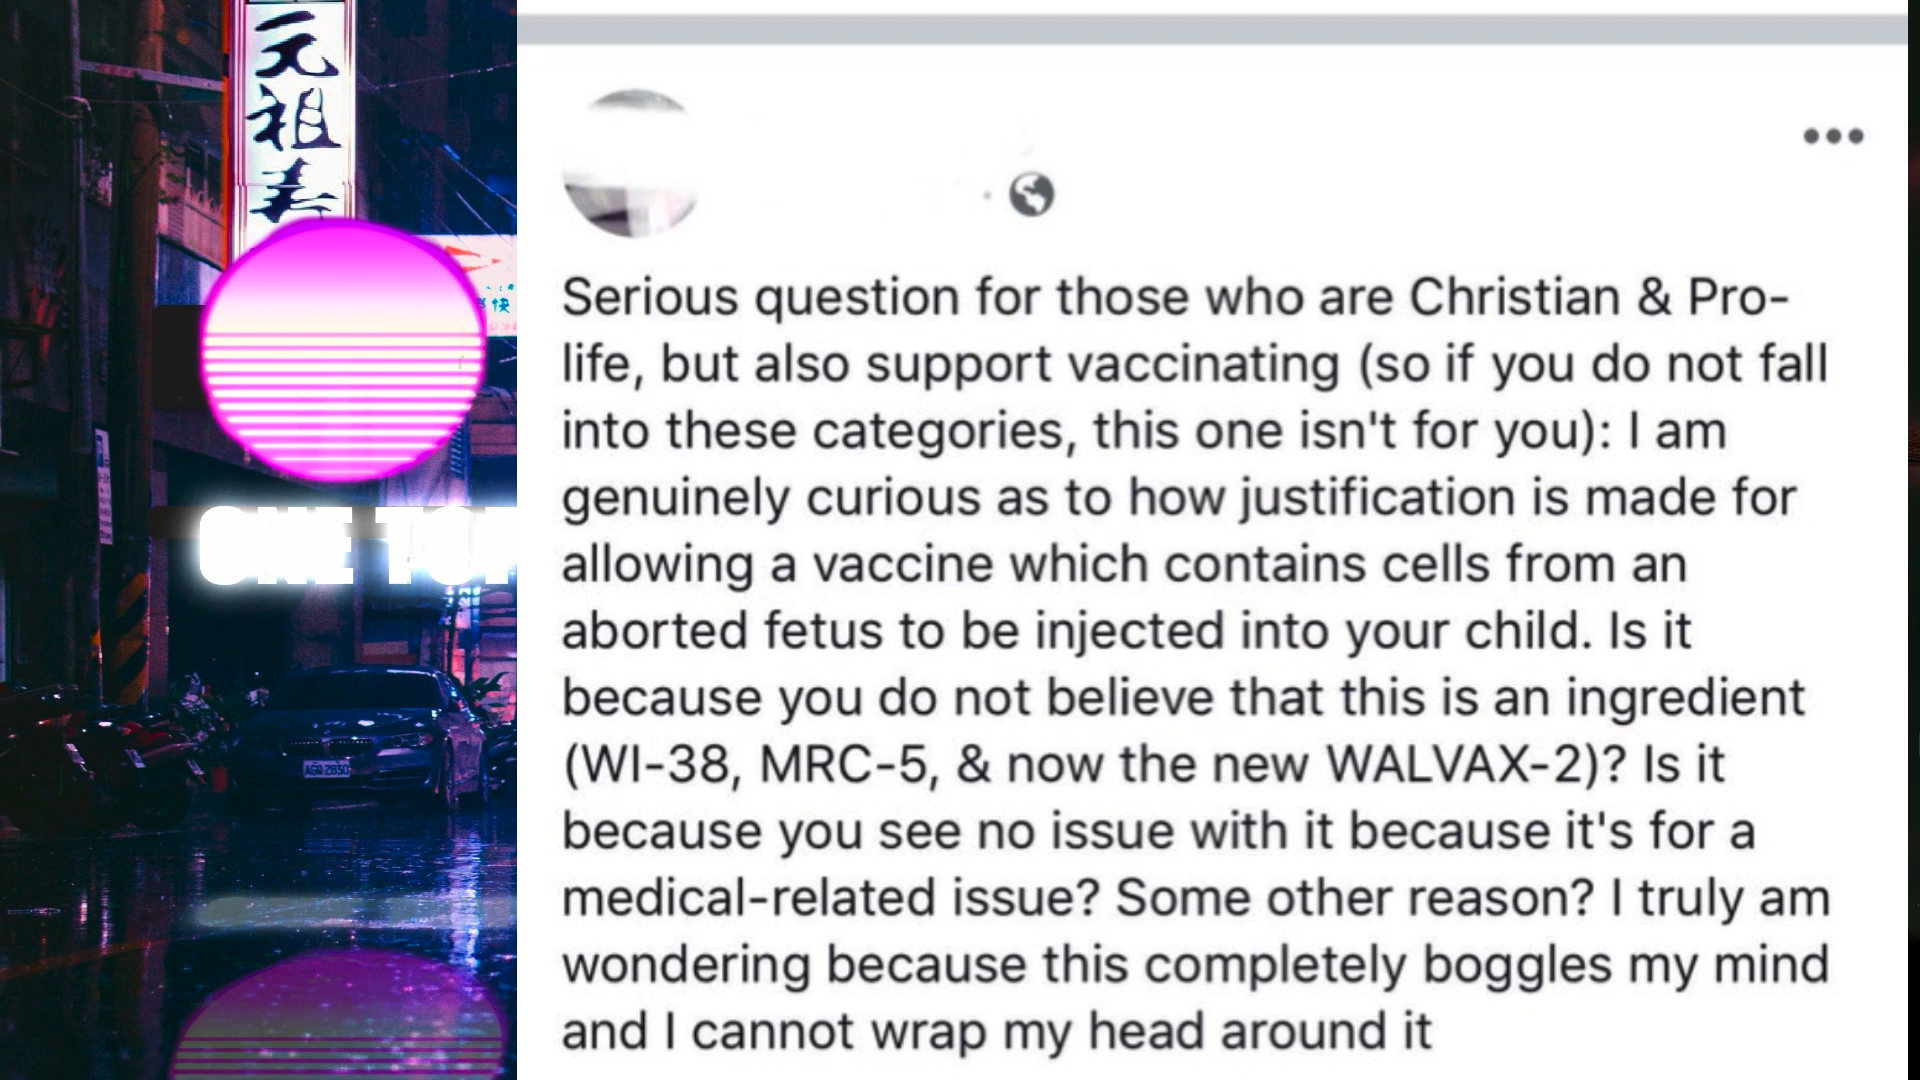 元祖寿
ONE TO
Serious question for those who are Christian & Pro-
life, but also support vaccinating (so if you do not fall
into these categories, this one isn't for you): I am
genuinely curious as to how justification is made for
allowing a vaccine which contains cells from an
aborted fetus to be injected into your child. Is it
because you do not believe that this is an ingredient
(WI-38, MRC-5, & now the new WALVAX-2)? Is it
because you see no issue with it because it's for a
medical-related issue? Some other reason? I truly am
wondering because this completely boggles my mind
and I cannot wrap my head around it